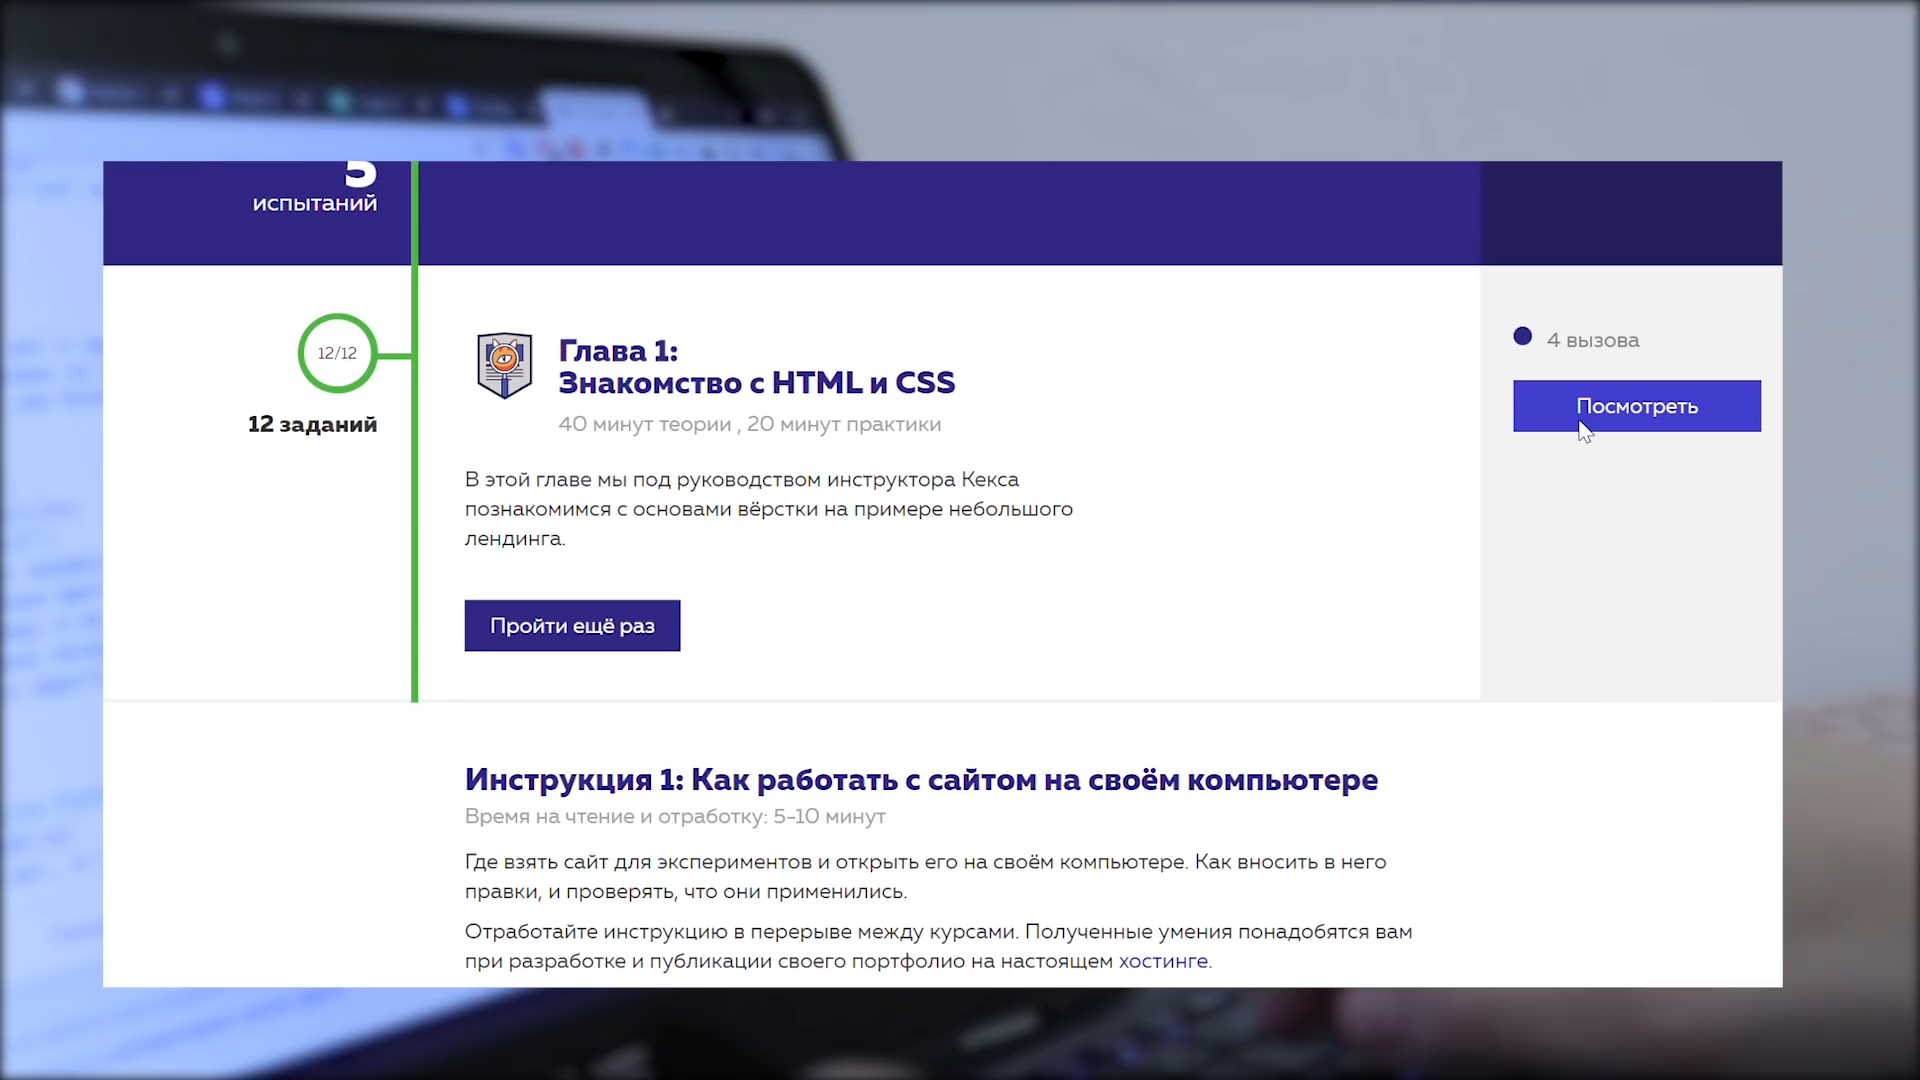 5
испытаний
12/12
12 заданий
Глава 1:
Знакомство с HTML и CSS
40 минут теории , 20 минут практики
В этой главе мы под руководством инструктора Кекса
познакомимся с основами вёрстки на примере небольшого
лендинга.
Пройти ещё раз
4 вызова
Посмотреть
Инструкция 1: Как работать с сайтом на своём компьютере
Время на чтение и отработку: 5-10 минут
Где взять сайт для экспериментов и открыть его на своём компьютере. Как вносить в него
правки, и проверять, что они применились.
Отработайте инструкцию в перерыве между курсами. Полученные умения понадобятся вам
при разработке и публикации своего портфолио на настоящем хостинге.